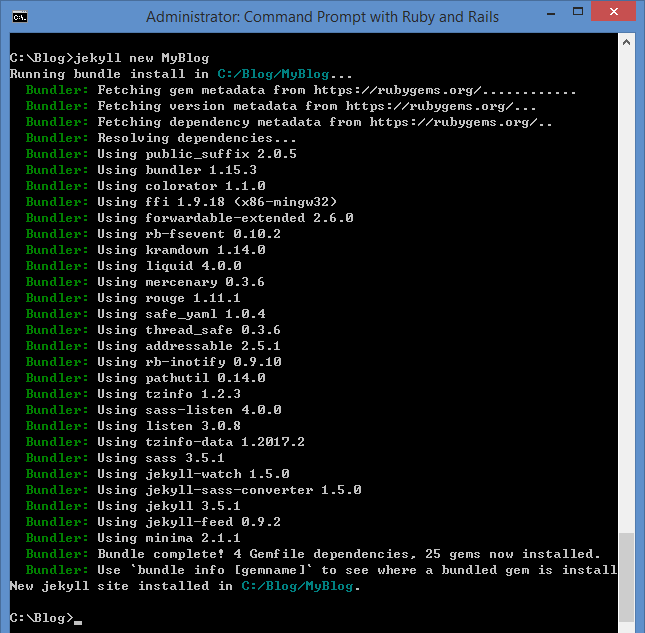 Administrator: Command Prompt with Ruby and Rails
C:\Blog>jekyll new MyBlog
Running bundle install in C:/Blog/MyBlog...
Bundler: Fetching gem metadata from https://rubygems.org/............
Bundler: Fetching version metadata from https://rubygems.org/...
Bundler: Fetching dependency metadata from https://rubygems.org/..
Bundler: Resolving dependencies...
Bundler: Using public_suffix 2.0.5
Bundler: Using bundler 1.15.3
Bundler: Using colorator 1.1.0
Bundler: Using ffi 1.9.18 (x86-mingw32)
Bundler: Using forwardable-extended 2.6.0
Bundler: Using rb-fsevent 0.10.2
Bundler: Using kramdown 1.14.0
Bundler: Using liquid 4.0.0
Bundler: Using mercenary 0.3.6
Bundler: Using rouge 1.11.1
Bundler: Using safe_yaml 1.0.4
Bundler: Using thread_safe 0.3.6
Bundler: Using addressable 2.5.1
Bundler: Using rb-inotify 0.9.10
Bundler: Using pathutil 0.14.0
Bundler: Using tzinfo 1.2.3
Bundler: Using sass-listen 4.0.0
Bundler: Using listen 3.0.8
Bundler: Using tzinfo-data 1.2017.2
Bundler: Using sass 3.5.1
Bundler: Using jekyll-watch 1.5.0
Bundler: Using jekyll-sass-converter 1.5.0
Bundler: Using jekyll 3.5.1
Bundler: Using jekyll-feed 0.9.2
Bundler: Using minima 2.1.1
Bundler: Bundle complete! 4 Gemfile dependencies, 25 gems now installed.
Bundler: Use `bundle info [gemname]` to see where a bundled gem is install
New jekyll site installed in C:/Blog/MyBlog.
C:\Blog>_